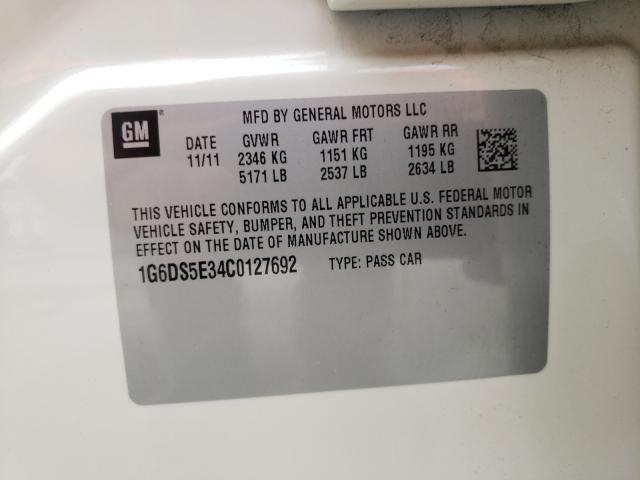 GM
®
MFD BY GENERAL MOTORS LLC
DATE GVWR GAWR FRT GAWR RR
11/11 2346 KG 1151 KG 1195 KG
5171 LB 2537 LB 2634 LB
THIS VEHICLE CONFORMS TO ALL APPLICABLE U.S. FEDERAL MOTOR
VEHICLE SAFETY, BUMPER, AND THEFT PREVENTION STANDARDS IN
EFFECT ON THE DATE OF MANUFACTURE SHOWN ABOVE.
1G6DS5E34C0127692 TYPE: PASS CAR